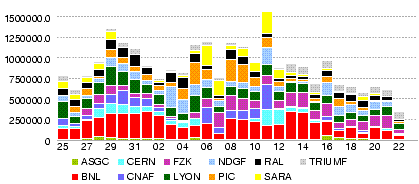 1500000.0
1250000.0
1000000.0
750000.0
500000.0
250000.0
0
25 27 29 31 02 04 06 08 10 12 14 16 18 20 22
ASGC CERN FZK NDGF RAL TRIUMF
BNL CNAF LYON PIC SARA